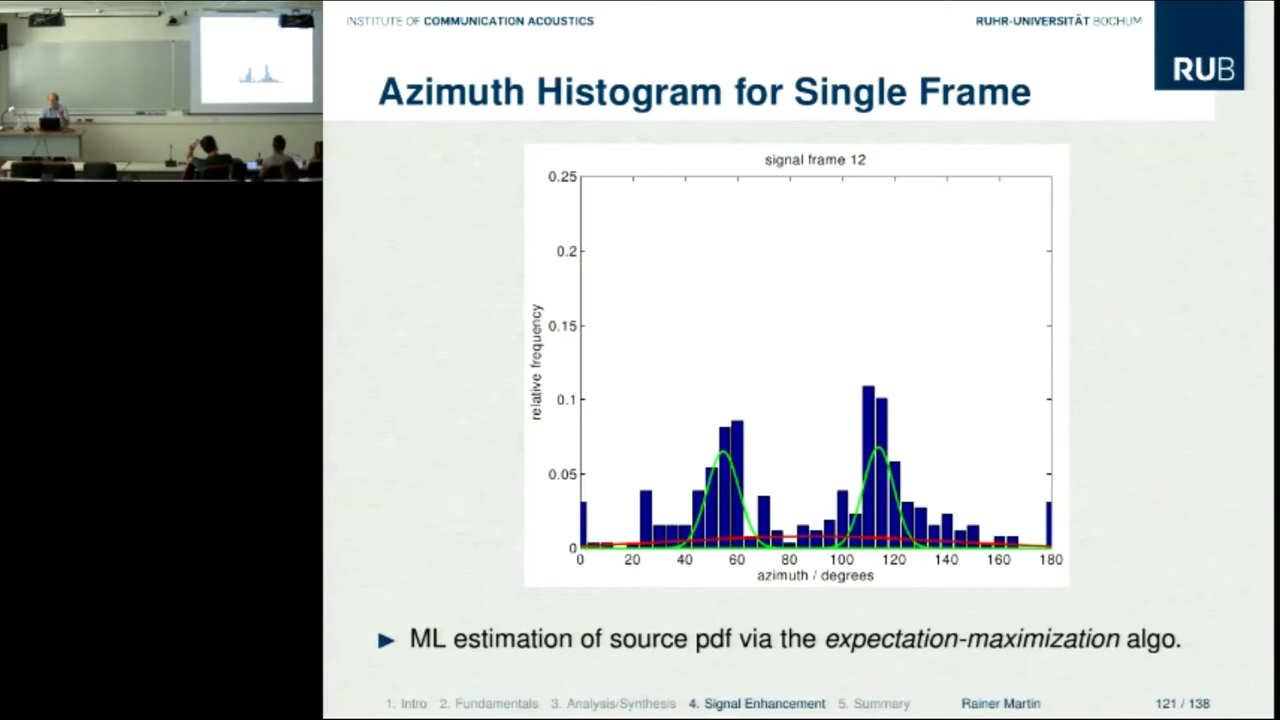 INSTITUTE OF COMMUNICATION ACOUSTICS
RUHR-UNIVERSITÄT BOCHUM
RUB
Azimuth Histogram for Single Frame
signal frame 12
0.25
0.2
0.15
0.1
0.05
0
relative frequency
0 20 40 60 80 100 120 140 160 180
azimuth / degrees
ML estimation of source pdf via the expectation-maximization algo.
1. Intro 2. Fundamentals 3. Analysis/Synthesis 4. Signal Enhancement 5. Summary Rainer Martin 121 / 138